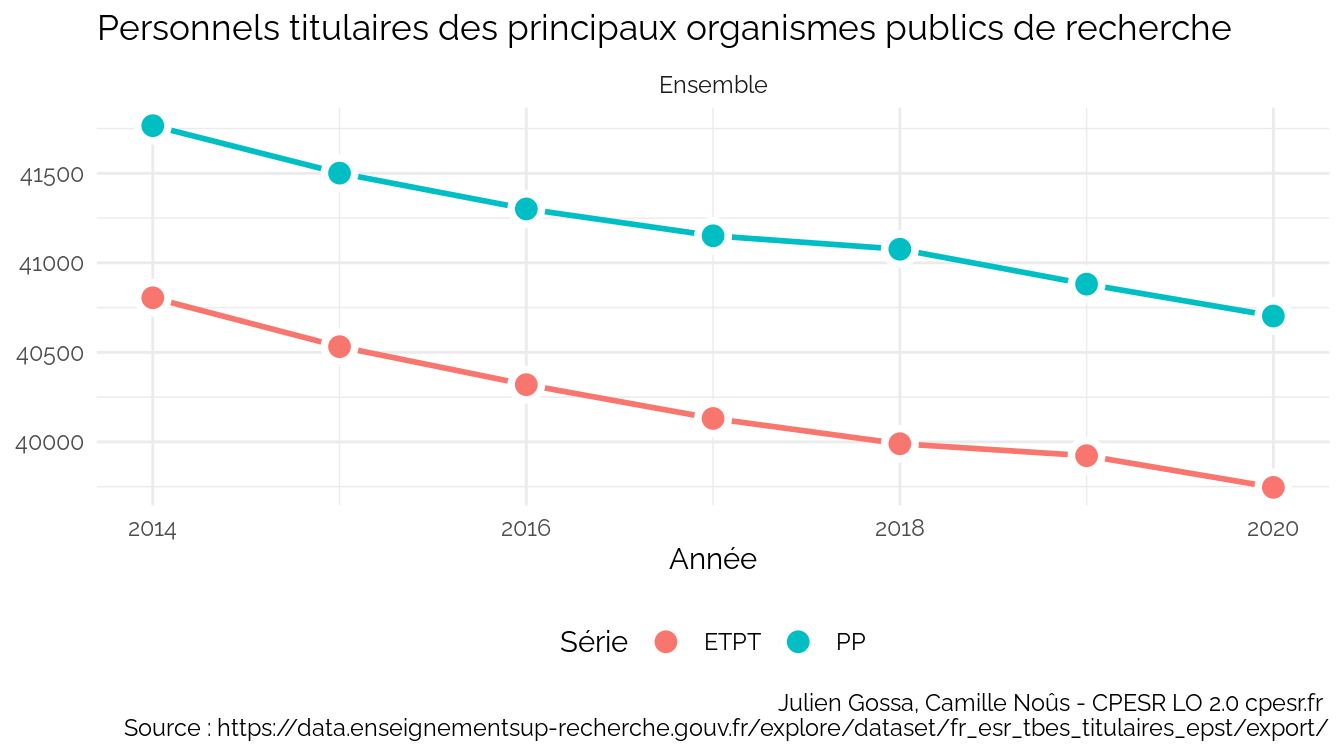 Personnels titulaires des principaux organismes publics de recherche
Ensemble
41500
41000
40500
40000
2014 2016 2018 2020
Année
Série ETPT PP
Julien Gossa, Camille Noûs - CPESR LO 2.0 cpesr.fr
Source : https://data.enseignementsup-recherche.gouv.fr/explore/dataset/fr_esr_tbes_titulaires_epst/export/